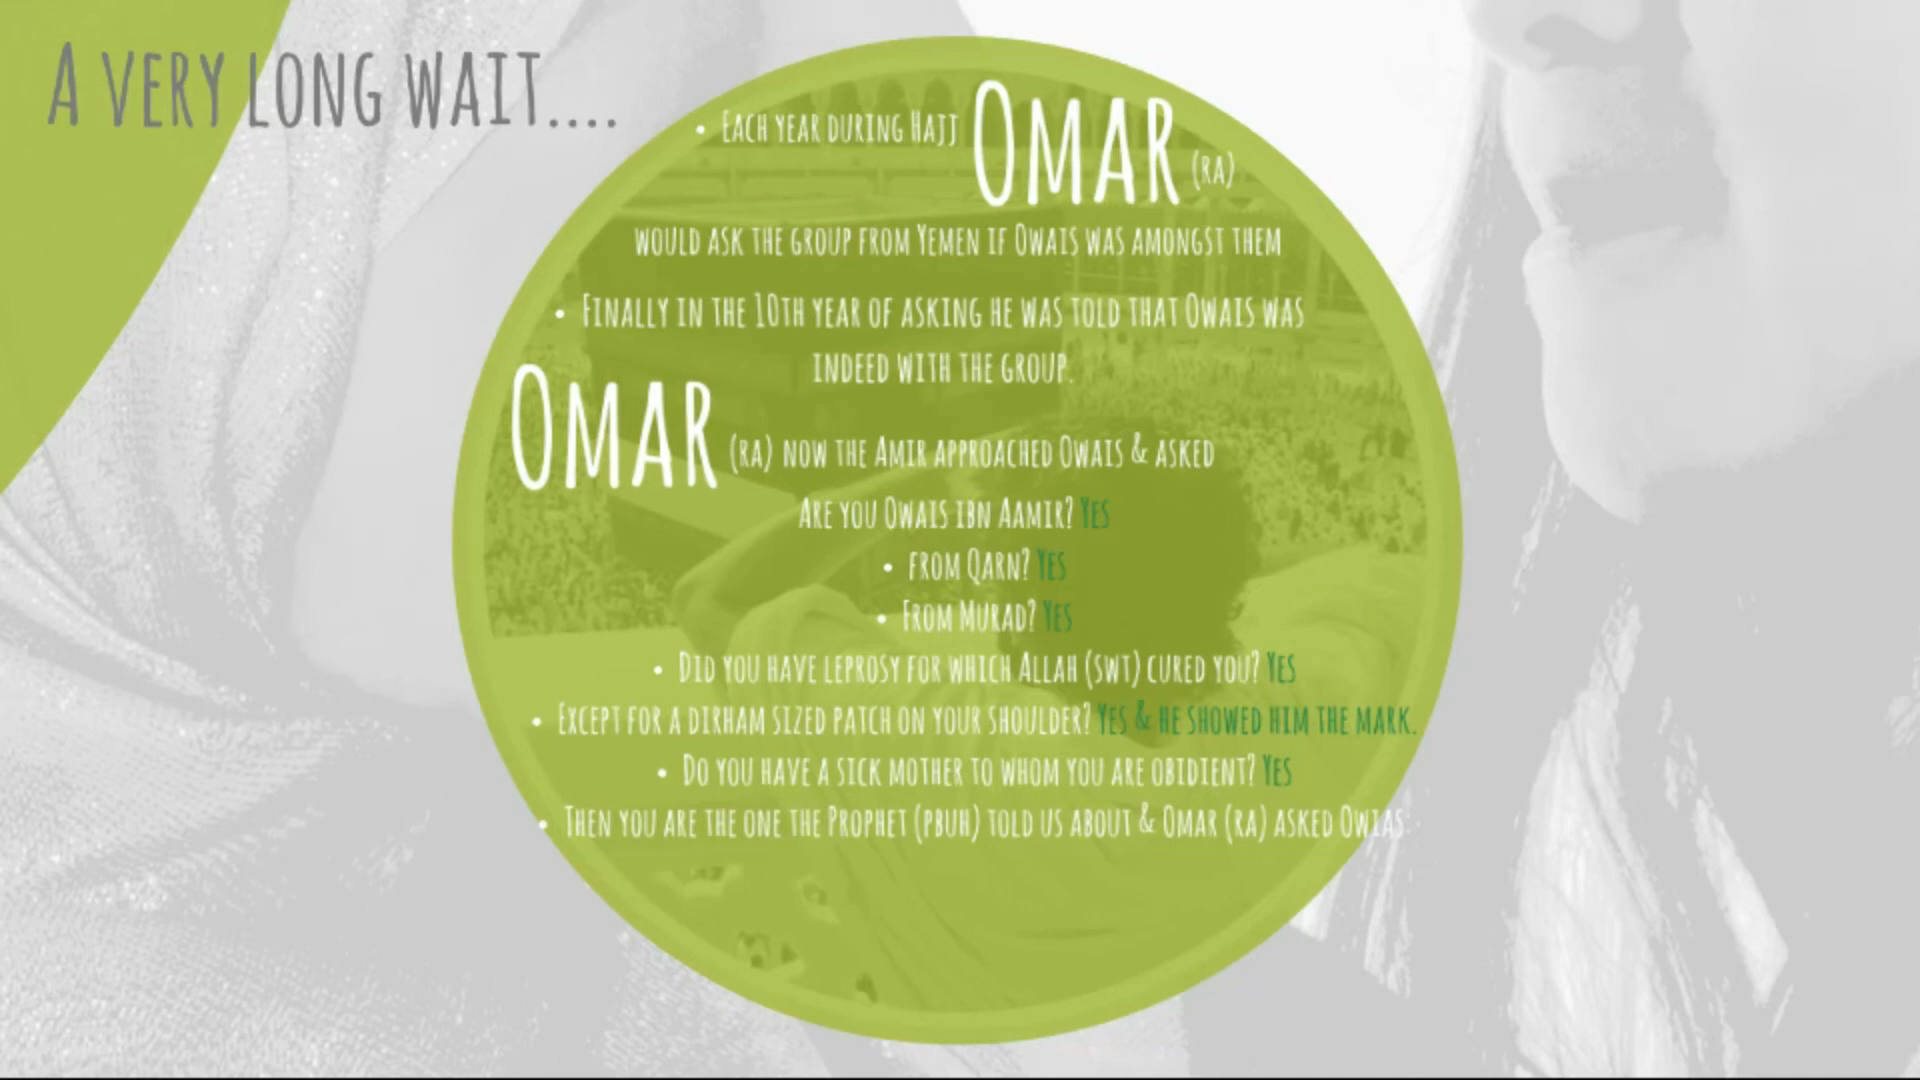 A very long wait....
• Each year during Hajj Omar (ra)
would ask the group from Yemen if Owais was amongst them
• Finally in the 10th year of asking he was told that Owais was
indeed with the group.
Omar (ra) now the Amir approached Owais & asked
Are you Owais ibn Aamir? Yes
• from Qarn? Yes
• From Murad? Yes
• Did you have leprosy for which Allah (swt) cured you? Yes
• Except for a dirham sized patch on your shoulder? Yes & he showed him the mark.
• Do you have a sick mother to whom you are obidient? Yes
• Then you are the one the Prophet (pbuh) told us about & Omar (ra) asked Owias